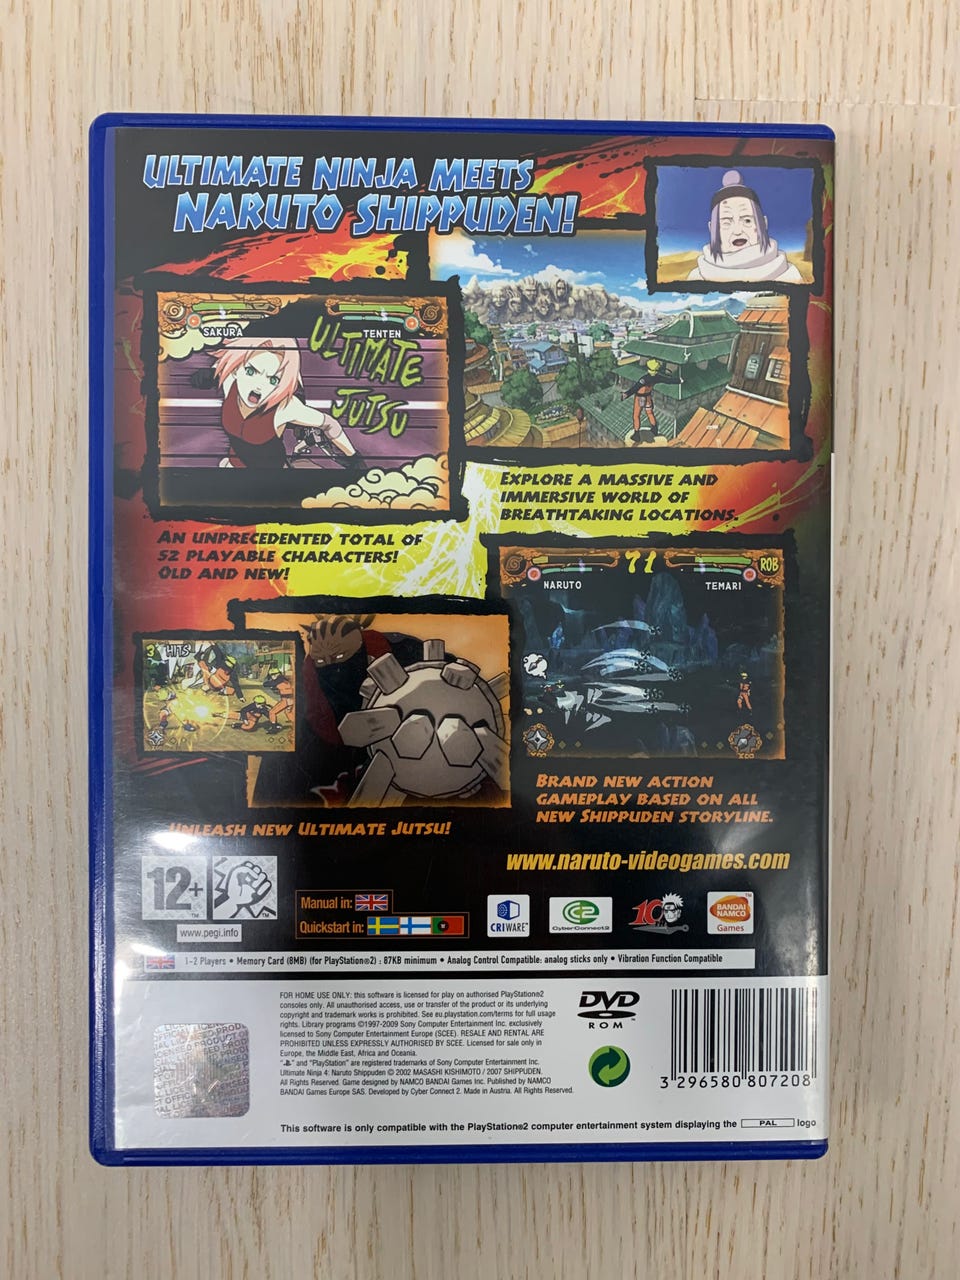 ULTIMATE NINJA MEETS
NARUTO SHIPPUDEN!
SAKURA
TENTEN
ULTIMATE
JUTSU
EXPLORE A MASSIVE AND
IMMERSIVE WORLD OF
BREATHTAKING LOCATIONS.
AN UNPRECEDENTED TOTAL OF
52 PLAYABLE CHARACTERS!
OLD AND NEW!
71
ROB
NARUTO
TEMARI
3 HITS
BRAND NEW ACTION
GAMEPLAY BASED ON ALL
NEW SHIPPUDEN STORYLINE.
UNLEASH NEW ULTIMATE JUTSU!
www.naruto-videogames.com
12+
TM
TM
www.pegi.info
Manual in:
Quickstart in:
CRIWARE™
C2
CyberConnect2
10
BANDAI
NAMCO
Games
1-2 Players • Memory Card (8MB) (for PlayStation®2) : 87KB minimum • Analog Control Compatible: analog sticks only • Vibration Function Compatible
FOR HOME USE ONLY: this software is licensed for play on authorised PlayStation®2
consoles only. All unauthorised access, use or transfer of the product or its underlying
copyright and trademark works is prohibited. See eu.playstation.com/terms for full usage
rights. Library programs ©1997-2009 Sony Computer Entertainment Inc. exclusively
licensed to Sony Computer Entertainment Europe (SCEE). RESALE AND RENTAL ARE
PROHIBITED UNLESS EXPRESSLY AUTHORISED BY SCEE. Licensed for sale only in
Europe, the Middle East, Africa and Oceania.
" " and "PlayStation" are registered trademarks of Sony Computer Entertainment Inc.
Ultimate Ninja 4: Naruto Shippuden © 2002 MASASHI KISHIMOTO / 2007 SHIPPUDEN.
All Rights Reserved. Game designed by NAMCO BANDAI Games Inc. Published by NAMCO
BANDAI Games Europe SAS. Developed by Cyber Connect 2. Made in Austria. All Rights Reserved.
DVD
ROM
3 296580 807208
This software is only compatible with the PlayStation®2 computer entertainment system displaying the PAL logo